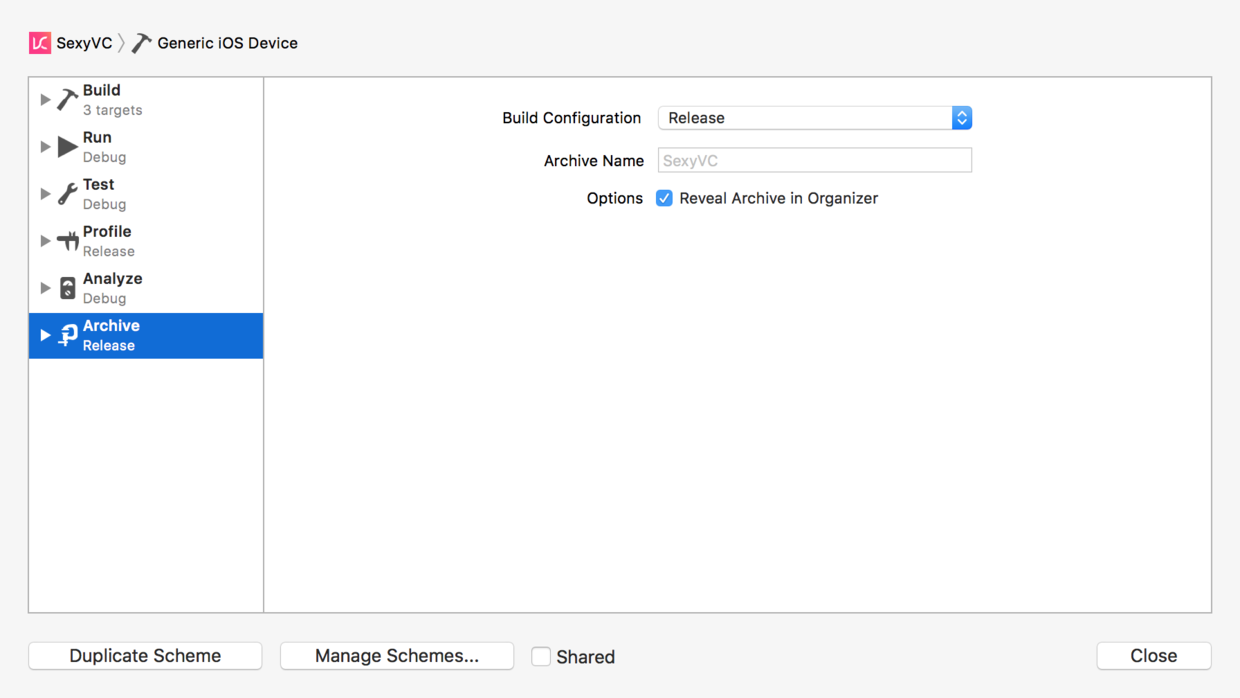 SexyVC Generic iOS Device
Build
3 targets
Run
Debug
Test
Debug
Profile
Release
Analyze
Debug
Archive
Release
Build Configuration Release
Archive Name SexyVC
Options Reveal Archive in Organizer
Duplicate Scheme Manage Schemes... Shared Close